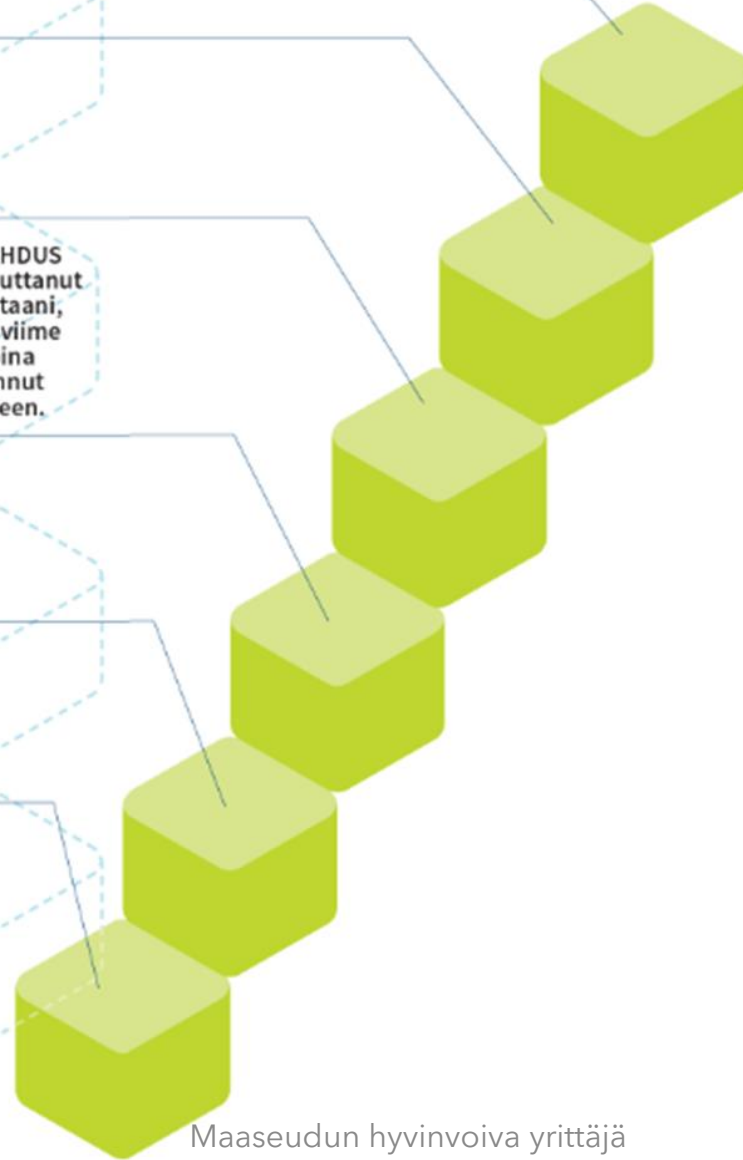 HDUS
uttanut
taani,
viime
ina
nnut
een.
Maaseudun hyvinvoiva yrittäjä